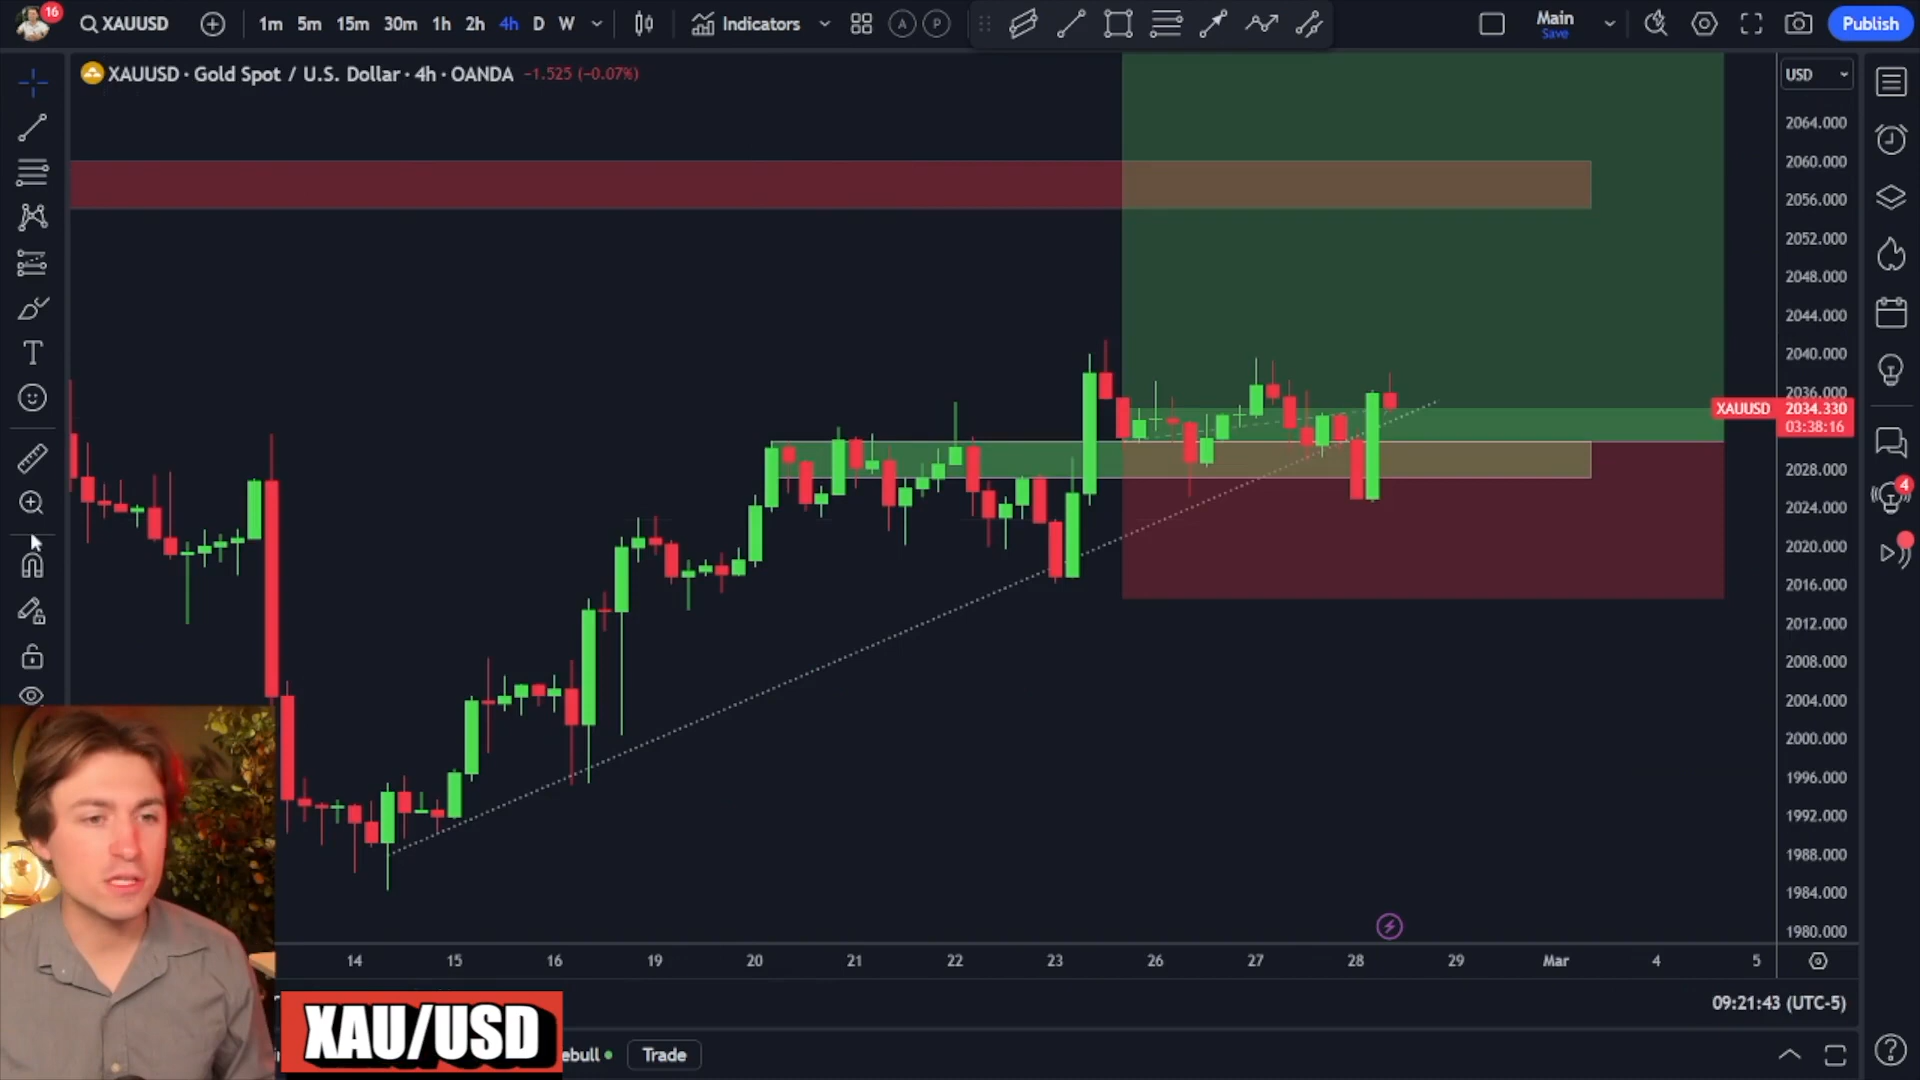 16
XAUUSD
1m 5m 15m 30m 1h 2h 4h D W
Indicators
A P
Main
Save
Publish
XAUUSD · Gold Spot / U.S. Dollar · 4h · OANDA −1.525 (−0.07%)
USD
2064.000
2060.000
2056.000
2052.000
2048.000
2044.000
2040.000
2036.000
XAUUSD 2034.330
03:38:16
2028.000
2024.000
2020.000
2016.000
2012.000
2008.000
2004.000
2000.000
1996.000
1992.000
1988.000
1984.000
1980.000
4
14 15 16 19 20 21 22 23 26 27 28 29 Mar 4 5
09:21:43 (UTC-5)
XAU/USD
ebull
Trade